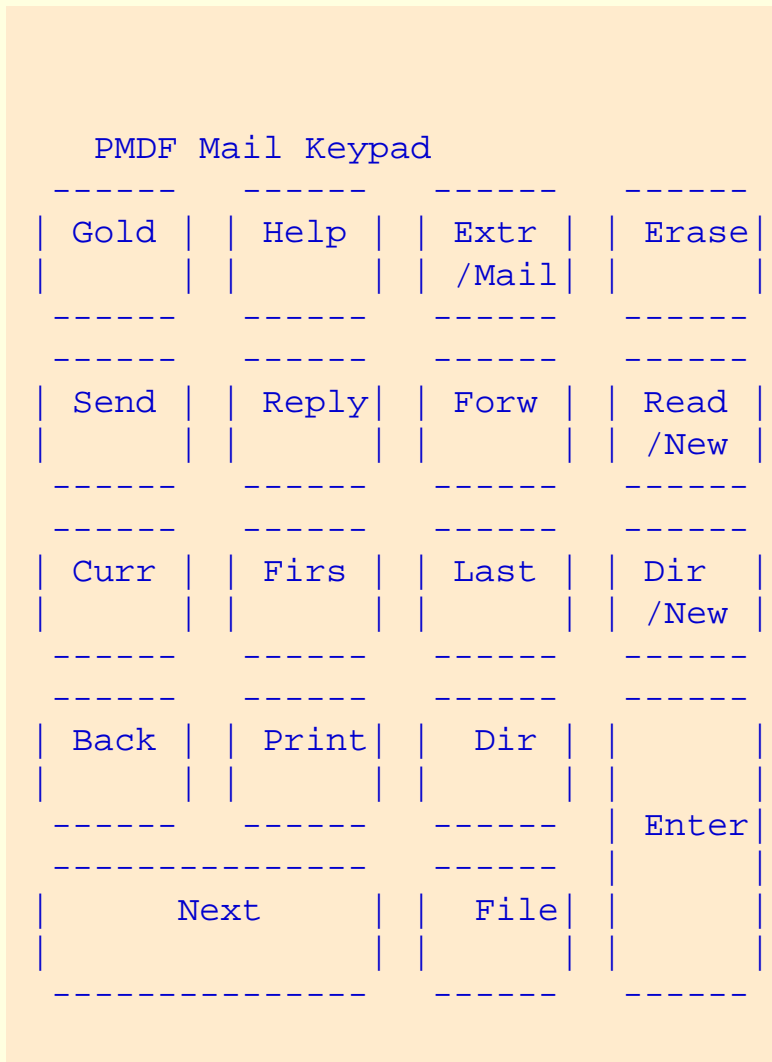 PMDF Mail Keypad
 ------   ------   ------   ------
| Gold | | Help | | Extr | | Erase|
|      | |      | | /Mail| |      |
 ------   ------   ------   ------
 ------   ------   ------   ------
| Send | | Reply| | Forw | | Read |
|      | |      | |      | | /New |
 ------   ------   ------   ------
 ------   ------   ------   ------
| Curr | | Firs | | Last | | Dir  |
|      | |      | |      | | /New |
 ------   ------   ------   ------
 ------   ------   ------   ------
| Back | | Print| |  Dir | |      |
|      | |      | |      | |      |
 ------   ------   ------  | Enter|
 ---------------   ------  |      |
|      Next     | |  File| |      |
|               | |      | |      |
 ---------------   ------   ------